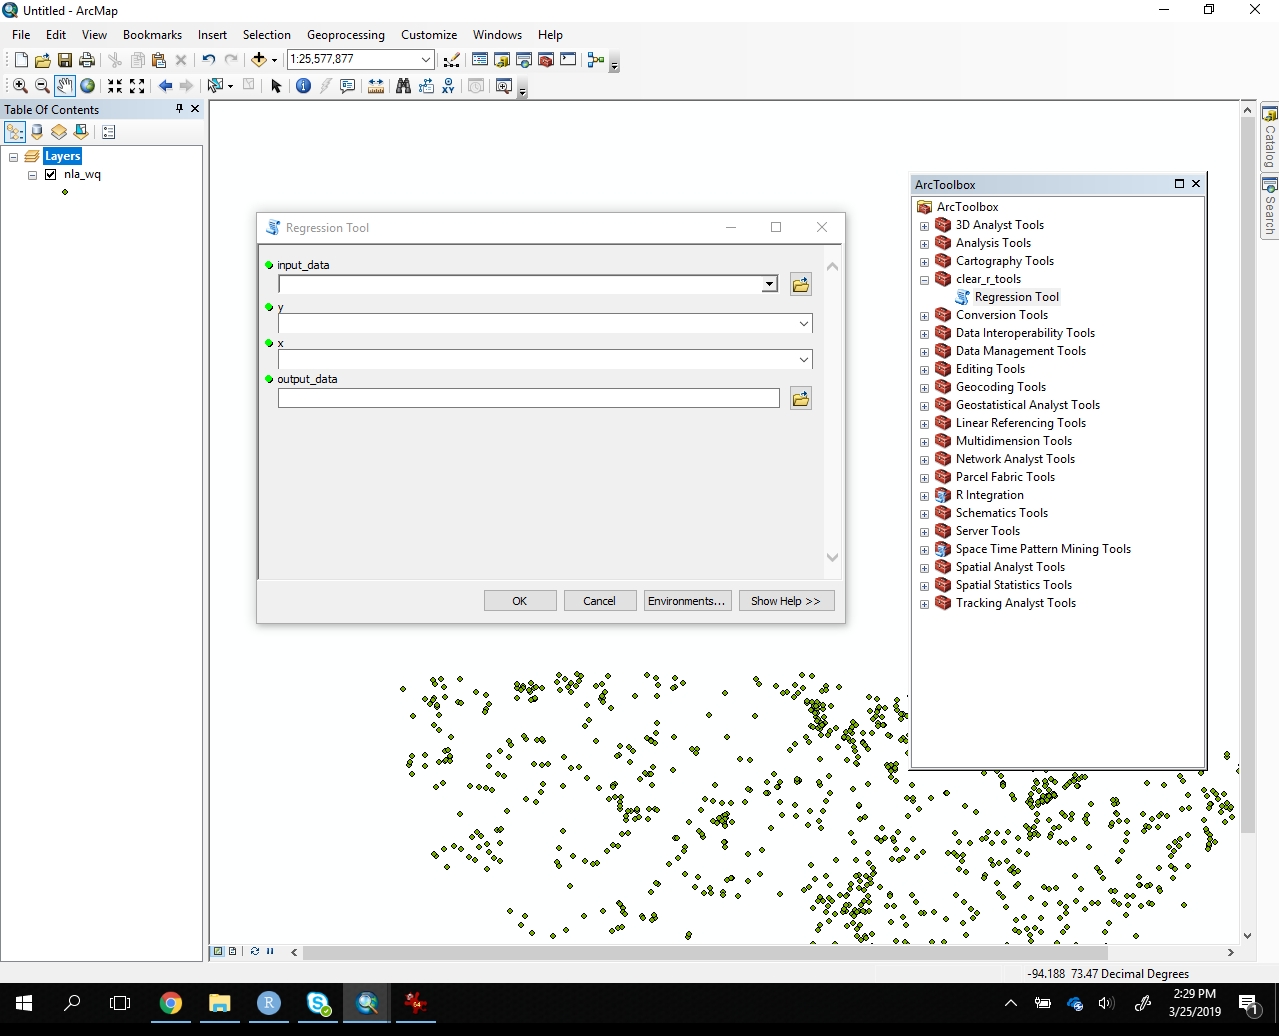 Untitled - ArcMap
File Edit View Bookmarks Insert Selection Geoprocessing Customize Windows Help
1:25,577,877
Table Of Contents
Layers
nla_wq
Regression Tool
input_data
y
x
output_data
OK Cancel Environments... Show Help >>
ArcToolbox
ArcToolbox
3D Analyst Tools
Analysis Tools
Cartography Tools
clear_r_tools
Regression Tool
Conversion Tools
Data Interoperability Tools
Data Management Tools
Editing Tools
Geocoding Tools
Geostatistical Analyst Tools
Linear Referencing Tools
Multidimension Tools
Network Analyst Tools
Parcel Fabric Tools
R Integration
Schematics Tools
Server Tools
Space Time Pattern Mining Tools
Spatial Analyst Tools
Spatial Statistics Tools
Tracking Analyst Tools
Catalog
Search
-94.188 73.47 Decimal Degrees
2:29 PM
3/25/2019
1